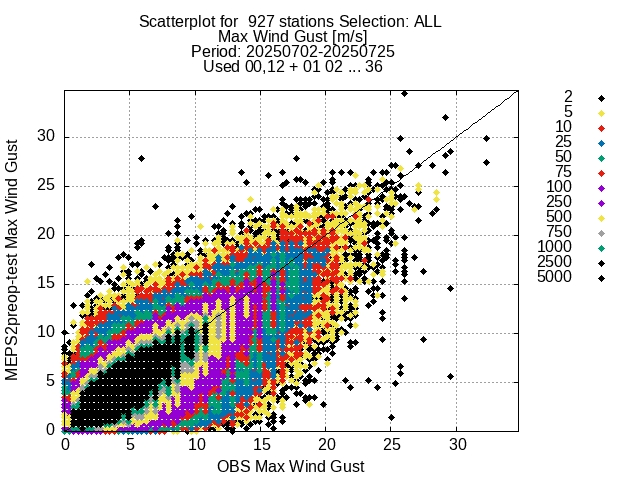 Scatterplot for  927 stations Selection: ALL
Max Wind Gust [m/s]
Period: 20250702-20250725
Used 00,12 + 01 02 ... 36
2
5
10
25
50
75
100
250
500
750
1000
2500
5000
MEPS2preop-test Max Wind Gust
30
25
20
15
10
5
0
0 5 10 15 20 25 30
OBS Max Wind Gust